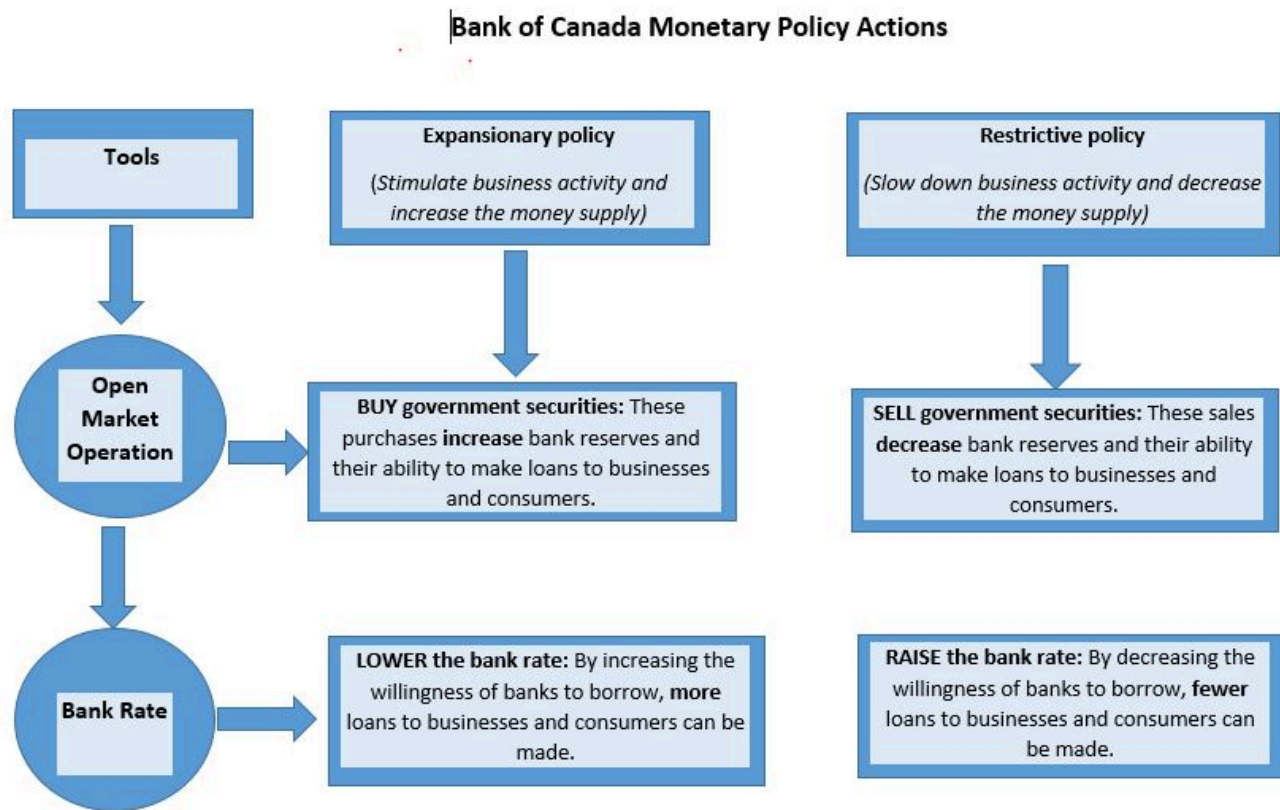 Bank of Canada Monetary Policy Actions
Tools
Expansionary policy
(Stimulate business activity and
increase the money supply)
Restrictive policy
(Slow down business activity and decrease
the money supply)
Open
Market
Operation
BUY government securities: These
purchases increase bank reserves and
their ability to make loans to businesses
and consumers.
SELL government securities: These sales
decrease bank reserves and their ability
to make loans to businesses and
consumers.
Bank Rate
LOWER the bank rate: By increasing the
willingness of banks to borrow, more
loans to businesses and consumers can be
made.
RAISE the bank rate: By decreasing the
willingness of banks to borrow, fewer
loans to businesses and consumers can
be made.